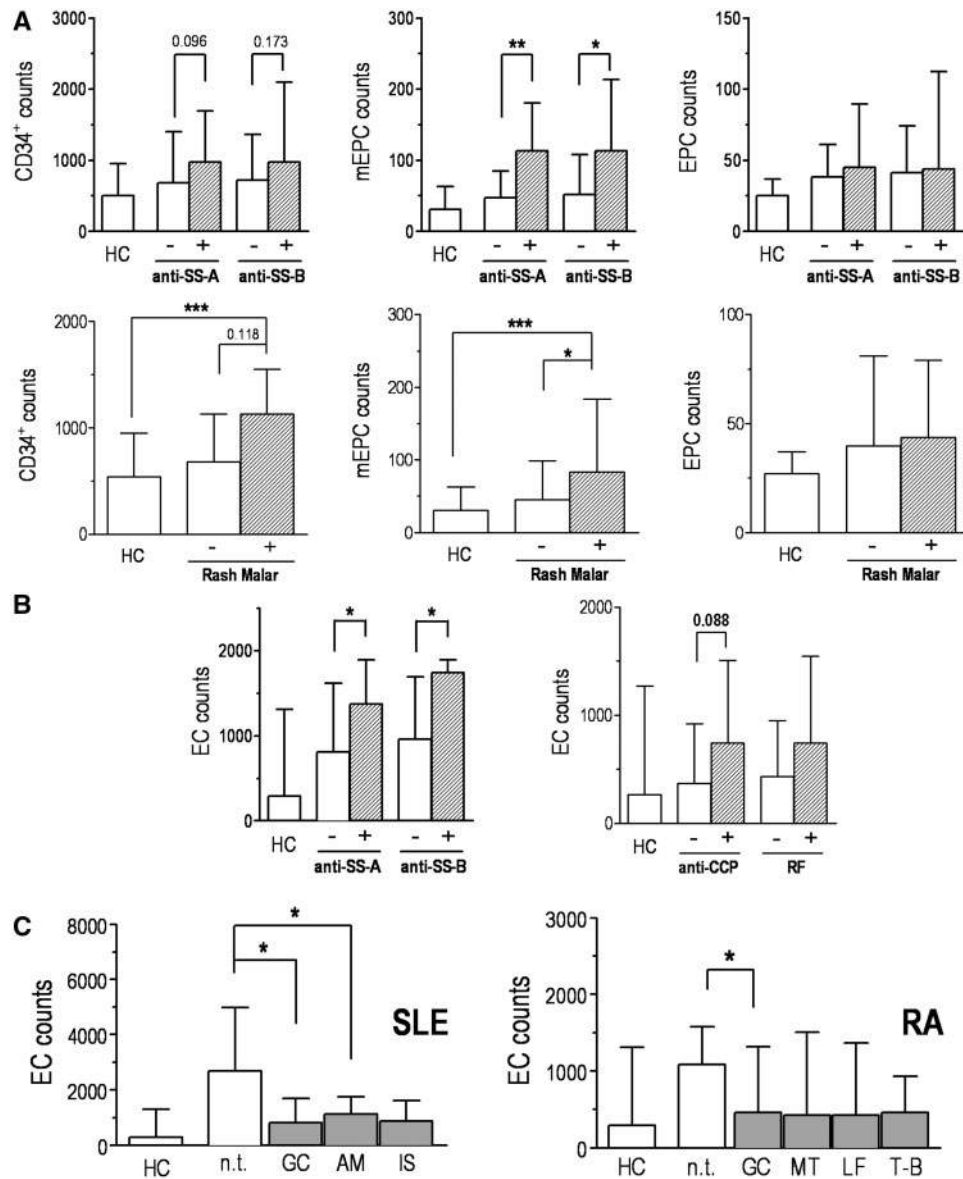 A
CD34+ counts
3000
2000
1000
0
0.096
0.173
HC
- + - +
anti-SS-A anti-SS-B
mEPC counts
300
200
100
0
** *
HC
- + - +
anti-SS-A anti-SS-B
EPC counts
150
100
50
0
HC
- + - +
anti-SS-A anti-SS-B
CD34+ counts
2000
1000
0
***
0.118
HC
- +
Rash Malar
mEPC counts
300
200
100
0
***
*
HC
- +
Rash Malar
EPC counts
100
50
0
HC
- +
Rash Malar
B
EC counts
2000
1000
0
* *
HC
- + - +
anti-SS-A anti-SS-B
EC counts
2000
1000
0
0.088
HC
- + - +
anti-CCP RF
C
EC counts
8000
6000
4000
2000
0
*
*
SLE
HC n.t. GC AM IS
EC counts
3000
2000
1000
0
*
RA
HC n.t. GC MT LF T-B